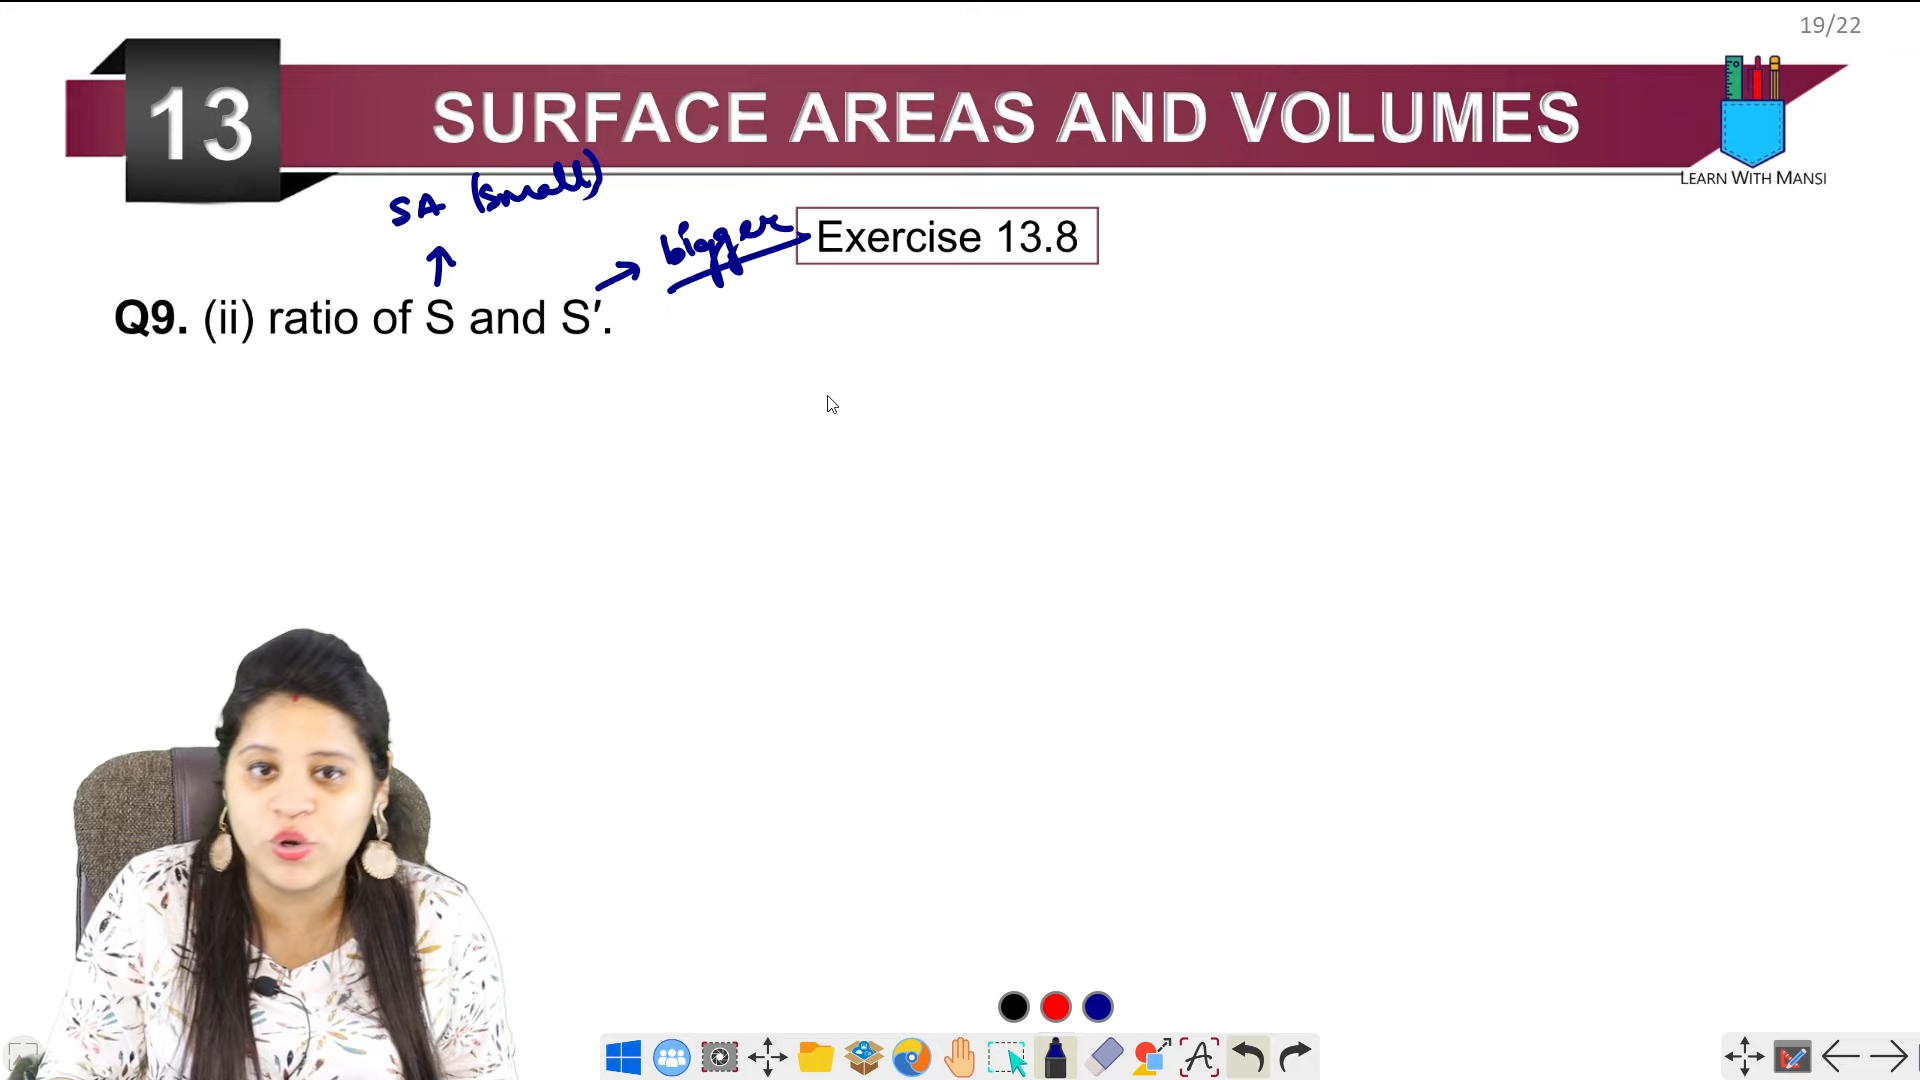 19/22
13
SURFACE AREAS AND VOLUMES
LEARN WITH MANSI
SA (small)
bigger
Exercise 13.8
Q9. (ii) ratio of S and S′.